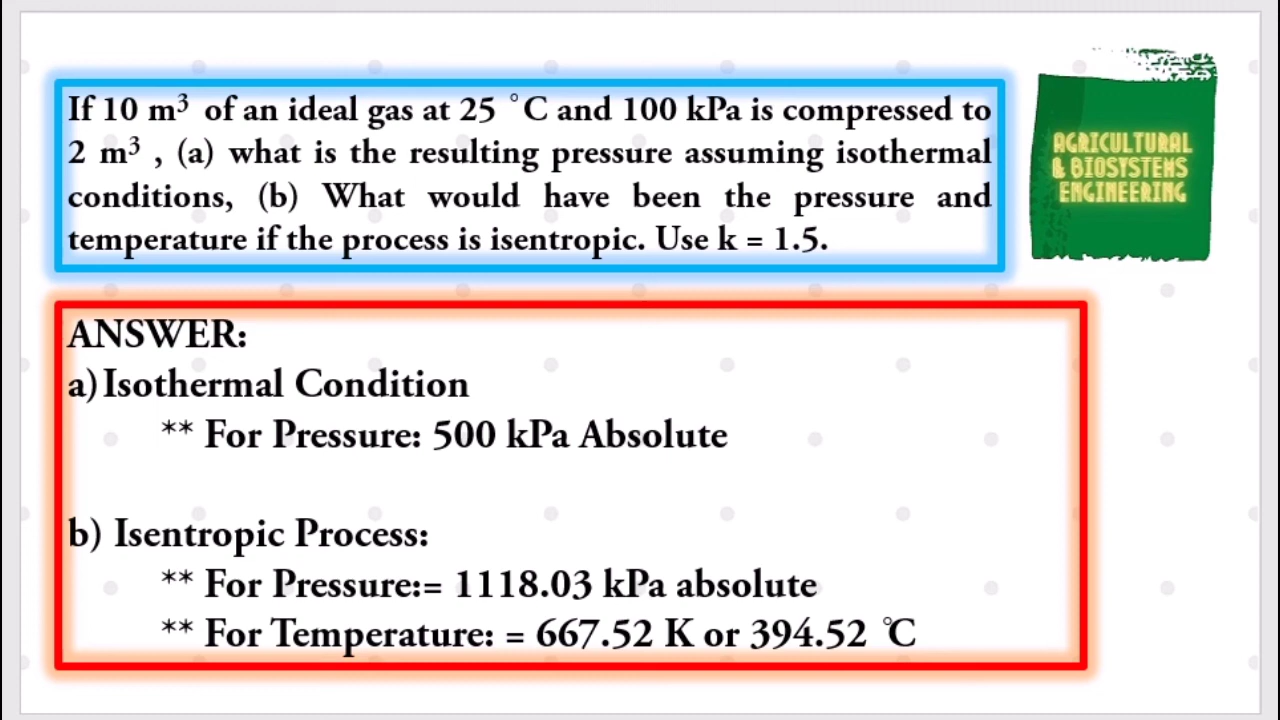 If 10 m³ of an ideal gas at 25 °C and 100 kPa is compressed to
2 m³ , (a) what is the resulting pressure assuming isothermal
conditions, (b) What would have been the pressure and
temperature if the process is isentropic. Use k = 1.5.
AGRICULTURAL
& BIOSYSTEMS
ENGINEERING
ANSWER:
a) Isothermal Condition
** For Pressure: 500 kPa Absolute
b) Isentropic Process:
** For Pressure:= 1118.03 kPa absolute
** For Temperature: = 667.52 K or 394.52 °C